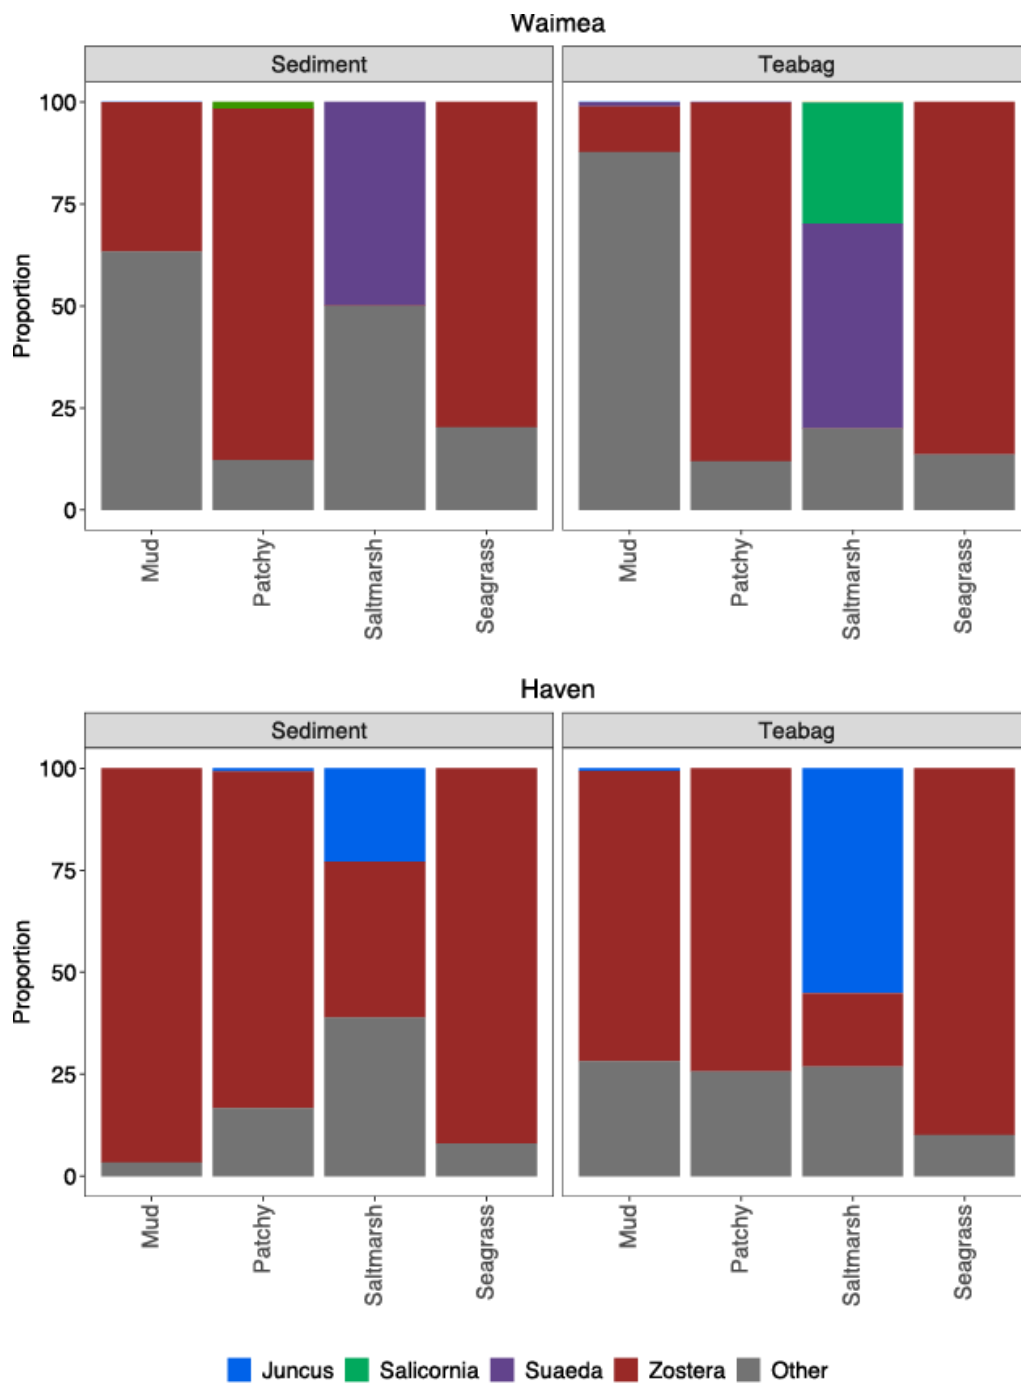 Waimea
Sediment Teabag
Proportion
100
75
50
25
0
Mud Patchy Saltmarsh Seagrass Mud Patchy Saltmarsh Seagrass
Haven
Sediment Teabag
Proportion
100
75
50
25
0
Mud Patchy Saltmarsh Seagrass Mud Patchy Saltmarsh Seagrass
Juncus Salicornia Suaeda Zostera Other